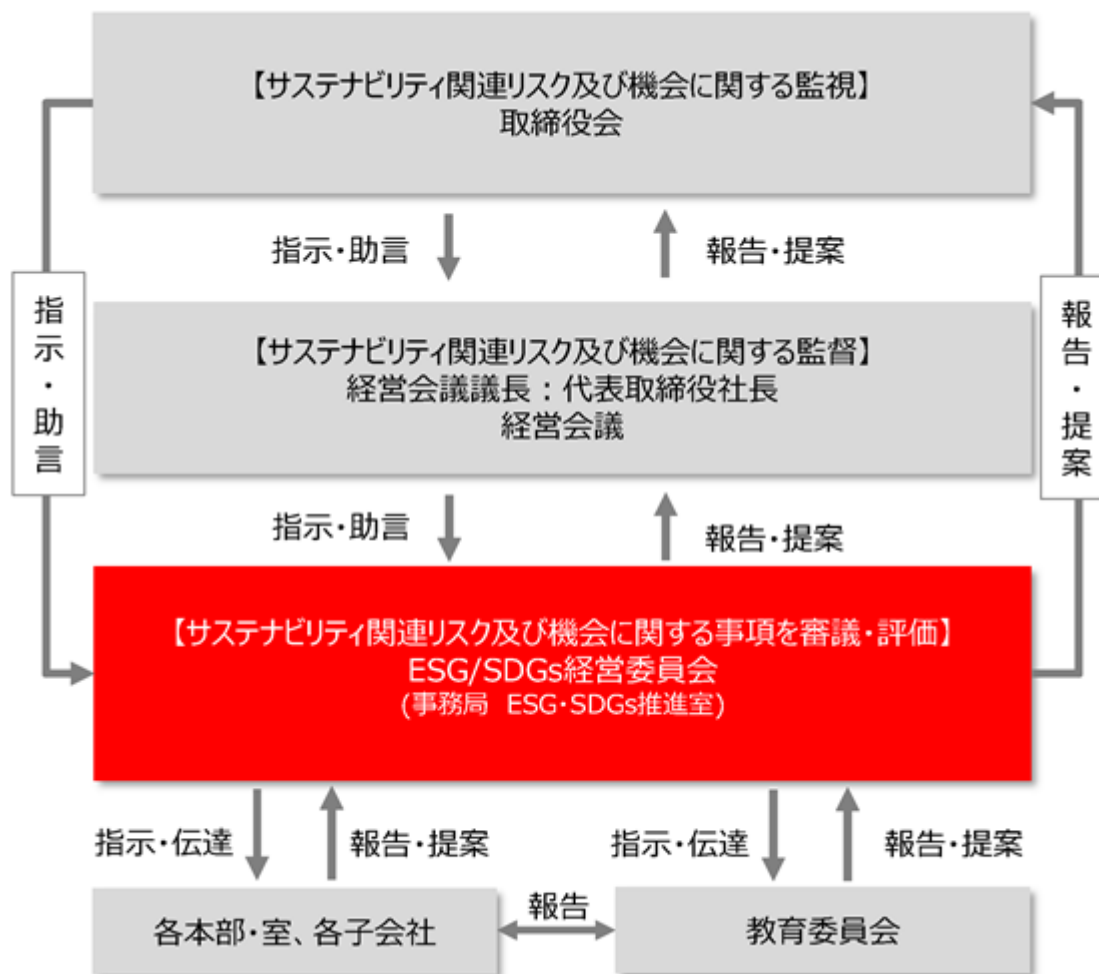 【サステナビリティ関連リスク及び機会に関する監視】
取締役会
指示・助言
報告・提案
指示・助言
報告・提案
【サステナビリティ関連リスク及び機会に関する監督】
経営会議議長：代表取締役社長
経営会議
指示・助言
報告・提案
【サステナビリティ関連リスク及び機会に関する事項を審議・評価】
ESG/SDGs経営委員会
(事務局　ESG・SDGs推進室)
指示・伝達
報告・提案
指示・伝達
報告・提案
各本部・室、各子会社
報告
教育委員会